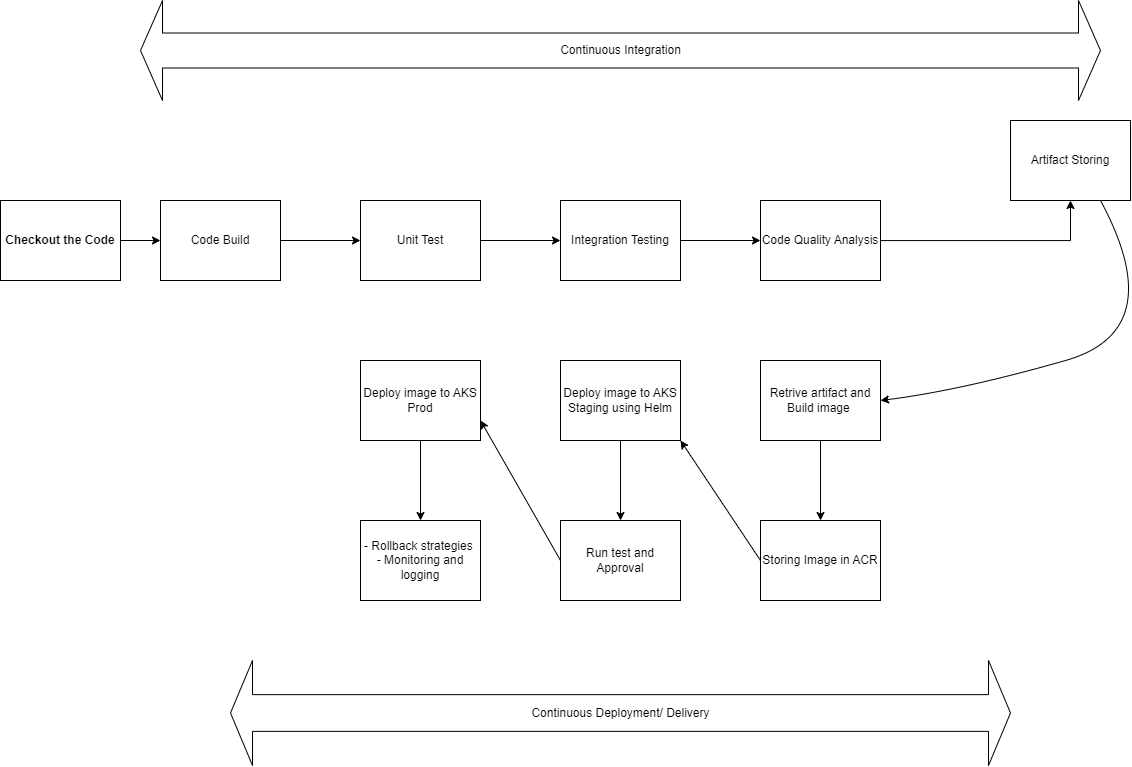 Continuous Integration
Artifact Storing
Checkout the Code
Code Build
Unit Test
Integration Testing
Code Quality Analysis
Deploy image to AKS
Prod
Deploy image to AKS
Staging using Helm
Retrive artifact and
Build image
- Rollback strategies
- Monitoring and
logging
Run test and
Approval
Storing Image in ACR
Continuous Deployment/ Delivery